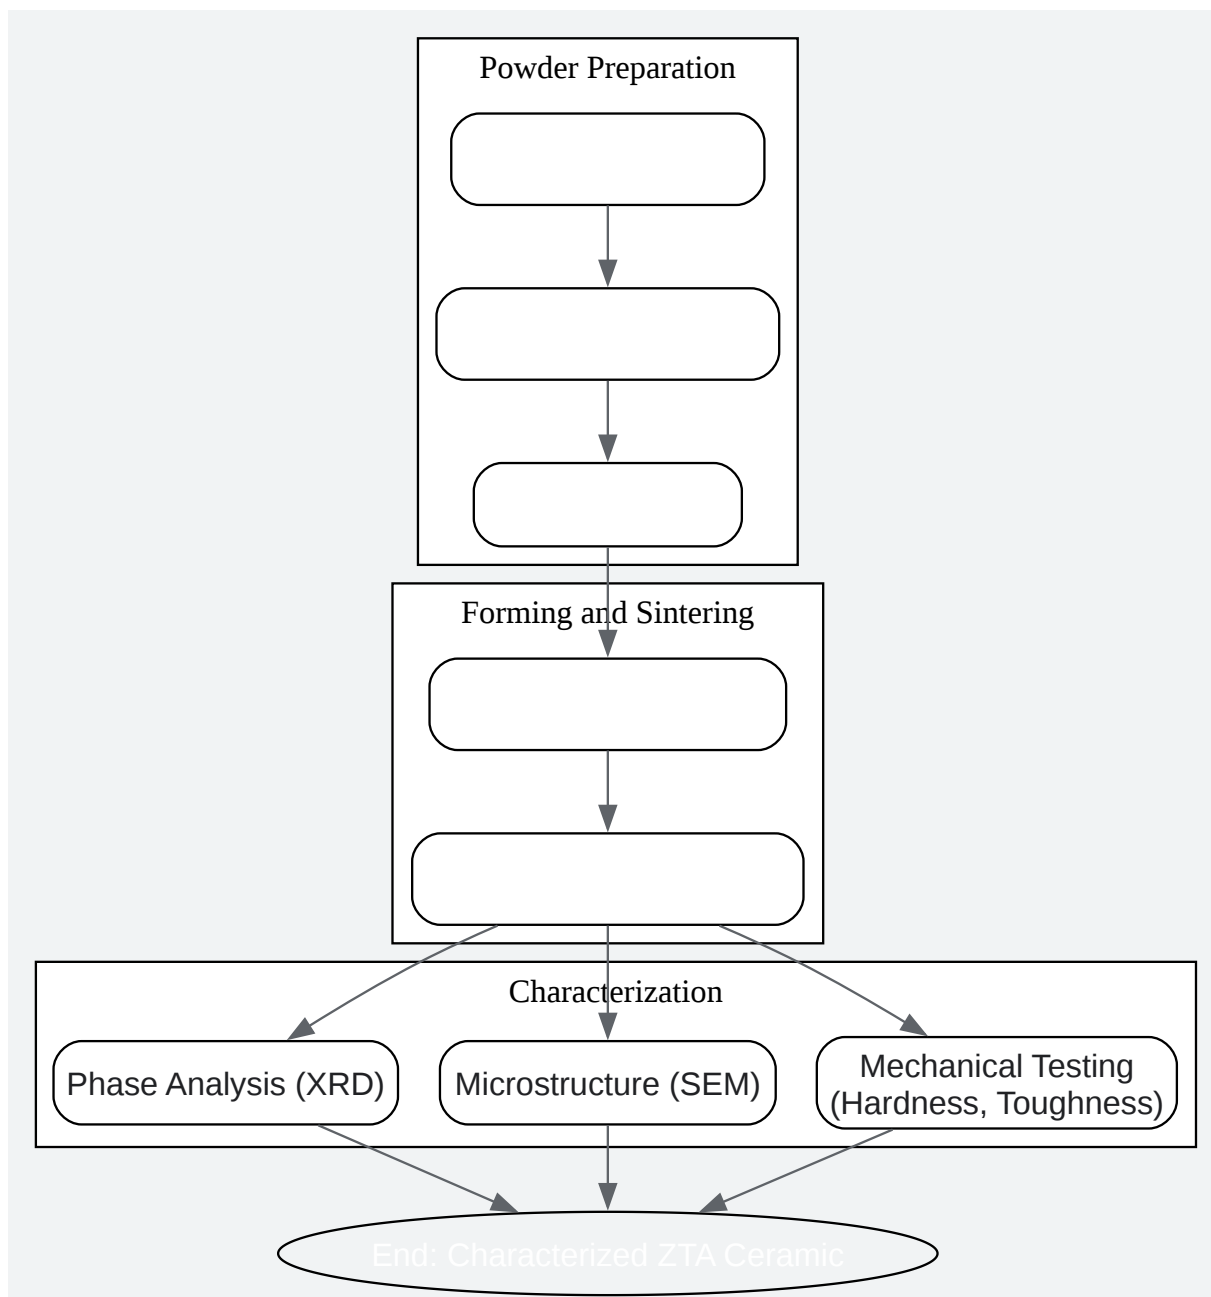 Powder Preparation
Forming and Sintering
Characterization
Phase Analysis (XRD)
Microstructure (SEM)
Mechanical Testing
(Hardness, Toughness)
End: Characterized ZTA Ceramic